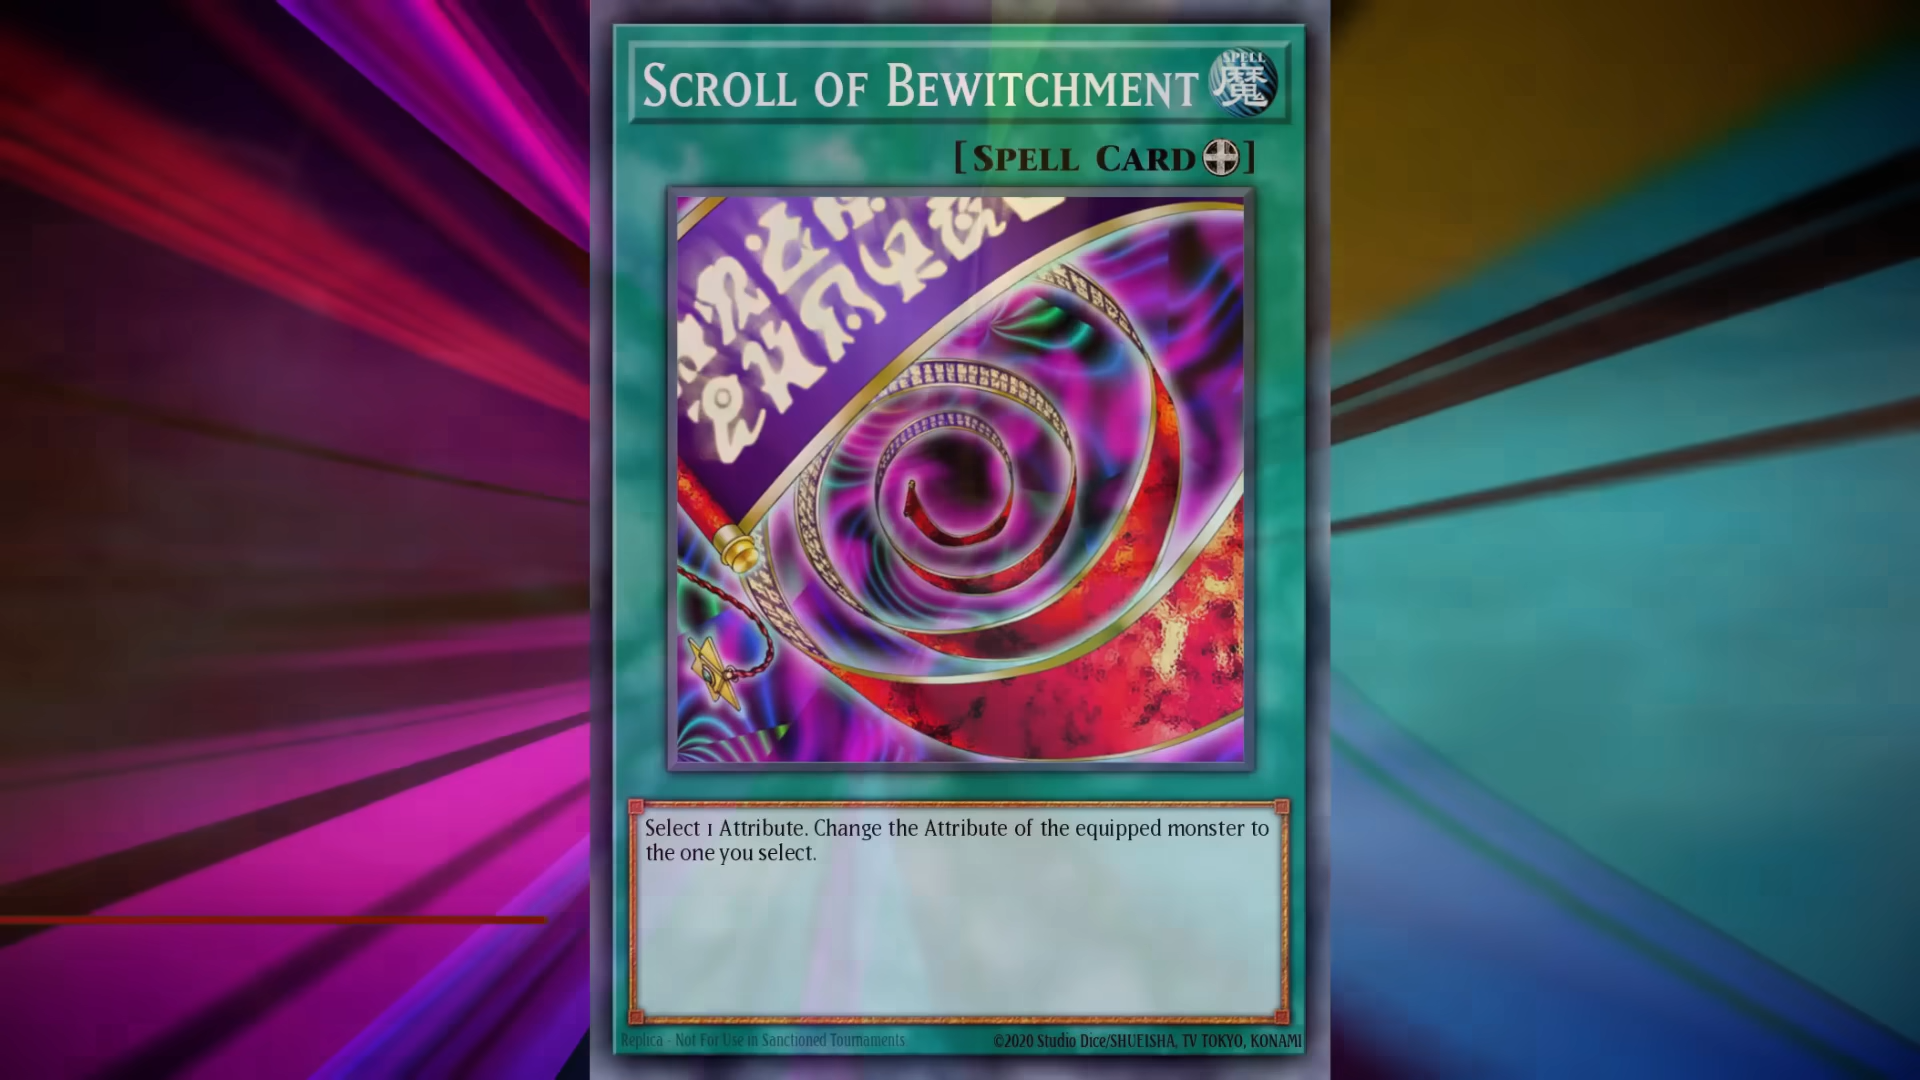 SCROLL OF BEWITCHMENT
SPELL
魔
[SPELL CARD]
Select 1 Attribute. Change the Attribute of the equipped monster to
the one you select.
Replica - Not For Use in Sanctioned Tournaments
©2020 Studio Dice/SHUEISHA, TV TOKYO, KONAMI